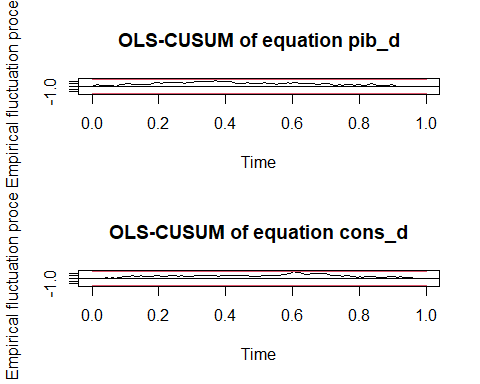 OLS-CUSUM of equation pib_d
Empirical fluctuation proce
-1.0
0.0 0.2 0.4 0.6 0.8 1.0
Time
OLS-CUSUM of equation cons_d
Empirical fluctuation proce
-1.0
0.0 0.2 0.4 0.6 0.8 1.0
Time